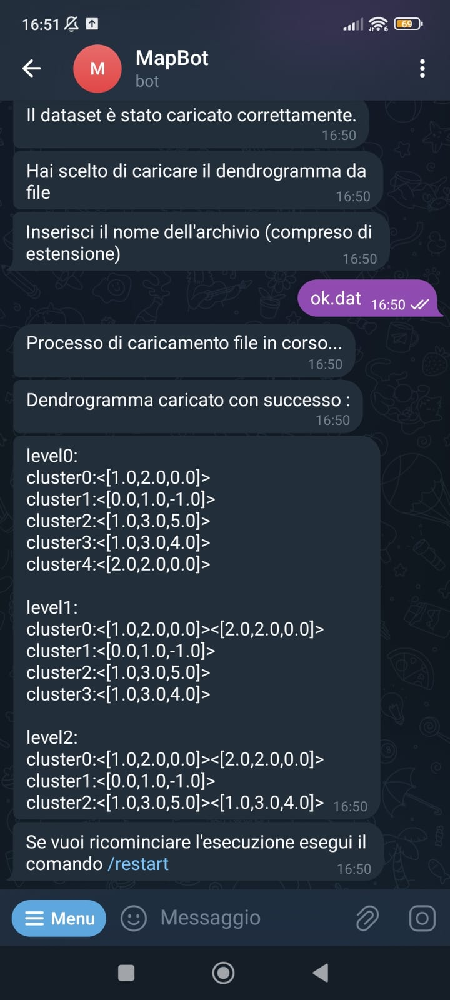 16:51
69
M
MapBot
bot
Il dataset è stato caricato correttamente.
16:50
Hai scelto di caricare il dendrogramma da
file
16:50
Inserisci il nome dell'archivio (compreso di
estensione)
16:50
ok.dat 16:50
Processo di caricamento file in corso...
16:50
Dendrogramma caricato con successo :
16:50
level0:
cluster0:<[1.0,2.0,0.0]>
cluster1:<[0.0,1.0,-1.0]>
cluster2:<[1.0,3.0,5.0]>
cluster3:<[1.0,3.0,4.0]>
cluster4:<[2.0,2.0,0.0]>
level1:
cluster0:<[1.0,2.0,0.0]><[2.0,2.0,0.0]>
cluster1:<[0.0,1.0,-1.0]>
cluster2:<[1.0,3.0,5.0]>
cluster3:<[1.0,3.0,4.0]>
level2:
cluster0:<[1.0,2.0,0.0]><[2.0,2.0,0.0]>
cluster1:<[0.0,1.0,-1.0]>
cluster2:<[1.0,3.0,5.0]><[1.0,3.0,4.0]> 16:50
Se vuoi ricominciare l'esecuzione esegui il
comando /restart
16:50
Menu
Messaggio